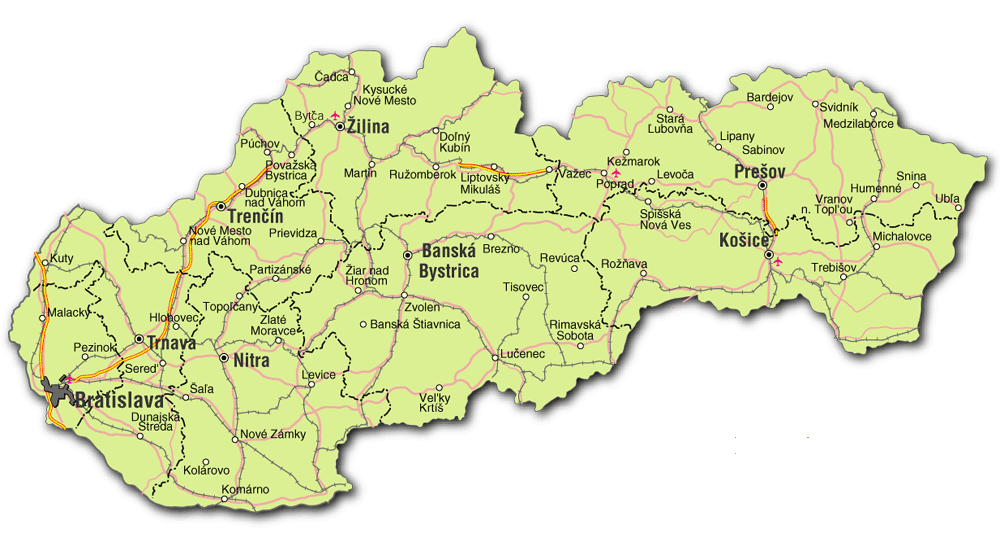 Čadca
Kysucké
Nové Mesto
Bytča
Žilina
Púchov
Považská
Bystrica
Dubnica
nad Váhom
Trenčín
Nové Mesto
nad Váhom
Prievidza
Martin
Dolný
Kubín
Ružomberok
Liptovský
Mikuláš
Važec
Kežmarok
Poprad
Levoča
Stará
Ľubovňa
Spišská
Nová Ves
Bardejov
Svidník
Medzilaborce
Lipany
Sabinov
Prešov
Snina
Humenné
Ubľa
Vranov
n. Topľou
Michalovce
Košice
Trebišov
Rožňava
Revúca
Brezno
Banská
Bystrica
Tisovec
Rimavská
Sobota
Lučenec
Zvolen
Banská Štiavnica
Žiar nad
Hronom
Partizánske
Topoľčany
Zlaté
Moravce
Hlohovec
Kuty
Malacky
Pezinok
Trnava
Sereď
Nitra
Levice
Veľký
Krtíš
Bratislava
Šaľa
Dunajská
Streda
Nové Zámky
Kolárovo
Komárno